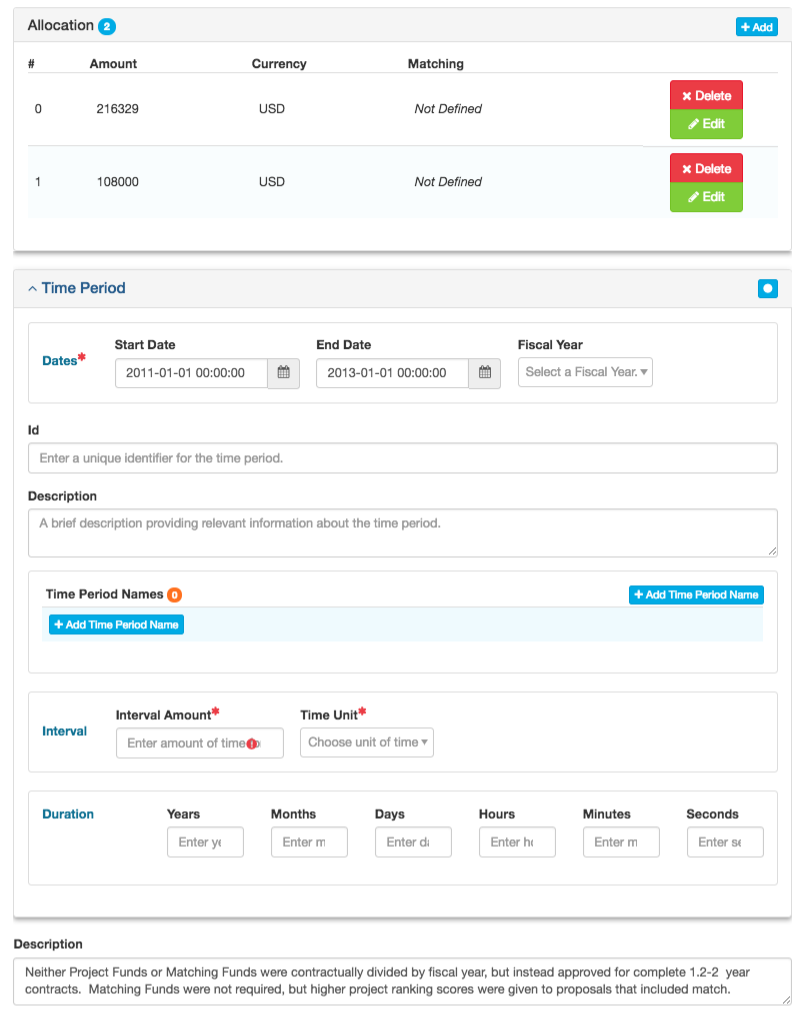 Allocation 2
+ Add
# Amount Currency Matching
0 216329 USD Not Defined
Delete
Edit
1 108000 USD Not Defined
Delete
Edit
Time Period
Start Date End Date Fiscal Year
Dates* 2011-01-01 00:00:00 2013-01-01 00:00:00 Select a Fiscal Year.
Id
Enter a unique identifier for the time period.
Description
A brief description providing relevant information about the time period.
Time Period Names 0
+ Add Time Period Name
+ Add Time Period Name
Interval Amount* Time Unit*
Interval Enter amount of time Choose unit of time
Duration Years Months Days Hours Minutes Seconds
Enter Enter m Enter Enter Enter m Enter
Description
Neither Project Funds or Matching Funds were contractually divided by fiscal year, but instead approved for complete 1.2-2 year
contracts. Matching Funds were not required, but higher project ranking scores were given to proposals that included match.